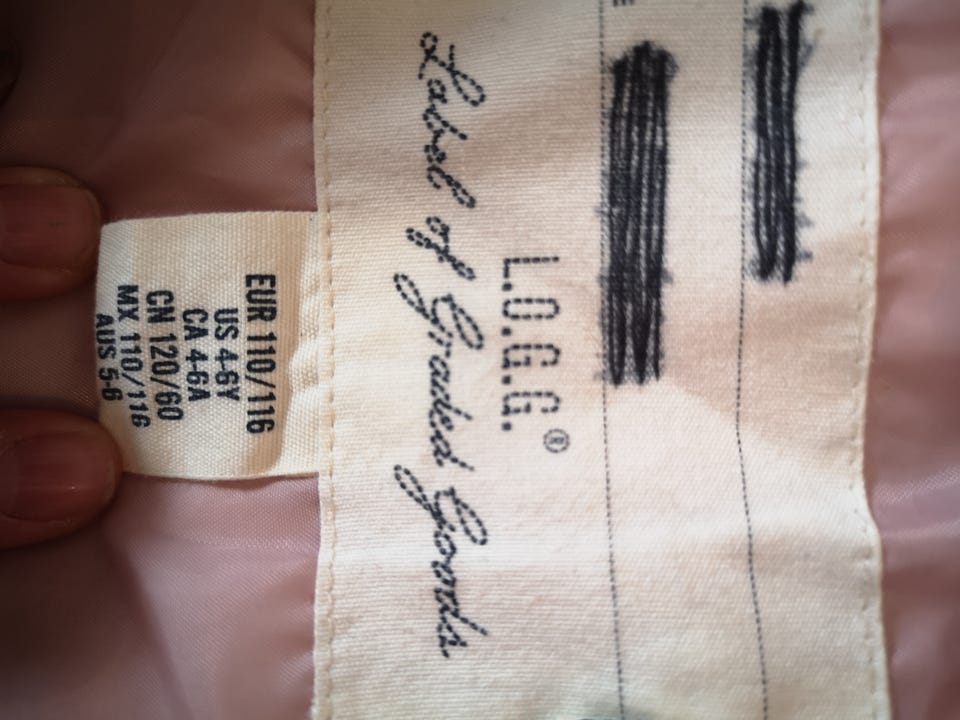 L.O.G.G.®
Label of Graded Goods
EUR 110/116
US 4-6Y
CA 4-6A
CN 120/60
MX 110/116
AUS 5-6